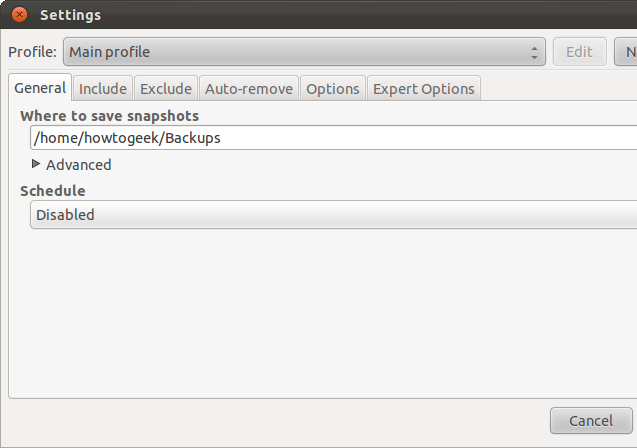 Settings
Profile: Main profile Edit N
General Include Exclude Auto-remove Options Expert Options
Where to save snapshots
/home/howtogeek/Backups
Advanced
Schedule
Disabled
Cancel